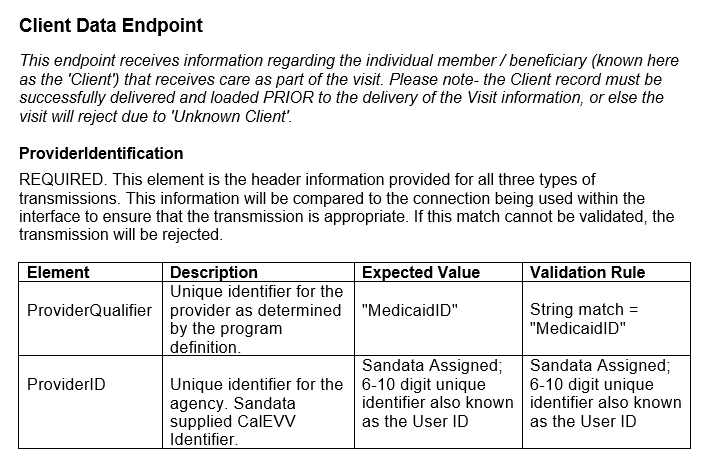 Client Data Endpoint
This endpoint receives information regarding the individual member / beneficiary (known here
as the 'Client') that receives care as part of the visit. Please note- the Client record must be
successfully delivered and loaded PRIOR to the delivery of the Visit information, or else the
visit will reject due to 'Unknown Client'.
ProviderIdentification
REQUIRED. This element is the header information provided for all three types of
transmissions. This information will be compared to the connection being used within the
interface to ensure that the transmission is appropriate. If this match cannot be validated, the
transmission will be rejected.
Element Description Expected Value Validation Rule
ProviderQualifier
Unique identifier for the
provider as determined
by the program
definition.
"MedicaidID"
String match =
"MedicaidID"
ProviderID
Unique identifier for the
agency. Sandata
supplied CalEVV
Identifier.
Sandata Assigned;
6-10 digit unique
identifier also known
as the User ID
Sandata Assigned;
6-10 digit unique
identifier also known
as the User ID